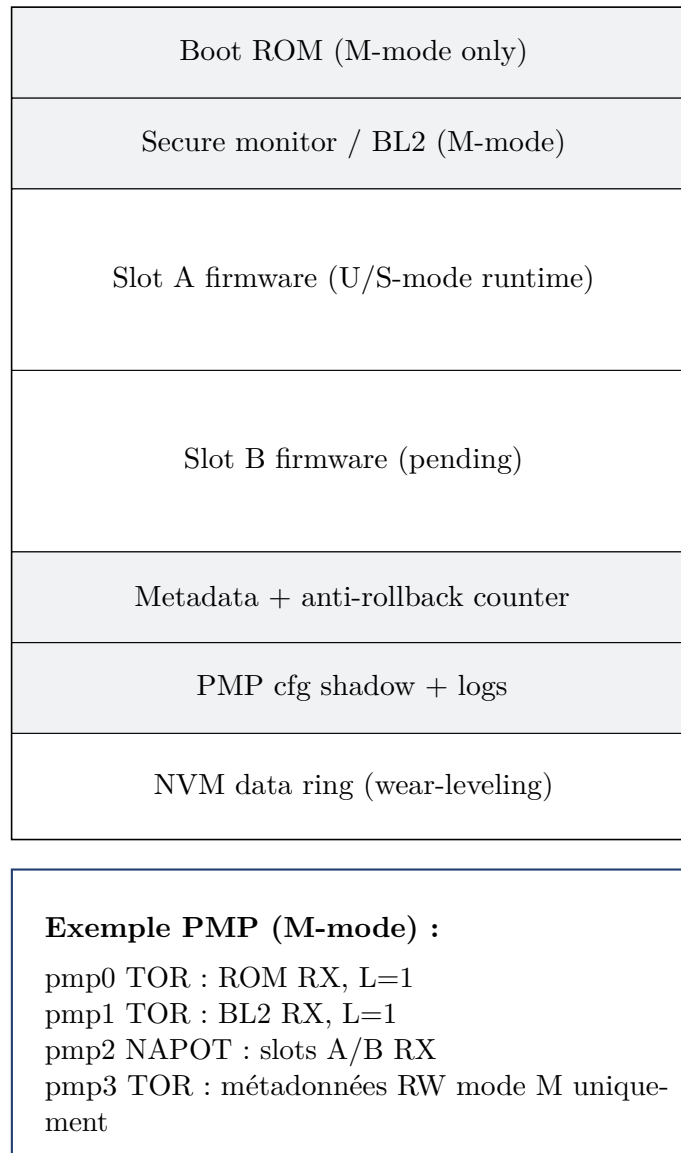 Boot ROM (M-mode only)
Secure monitor / BL2 (M-mode)
Slot A firmware (U/S-mode runtime)
Slot B firmware (pending)
Metadata + anti-rollback counter
PMP cfg shadow + logs
NVM data ring (wear-leveling)
Exemple PMP (M-mode) :
pmp0 TOR : ROM RX, L=1
pmp1 TOR : BL2 RX, L=1
pmp2 NAPOT : slots A/B RX
pmp3 TOR : métadonnées RW mode M unique-
ment